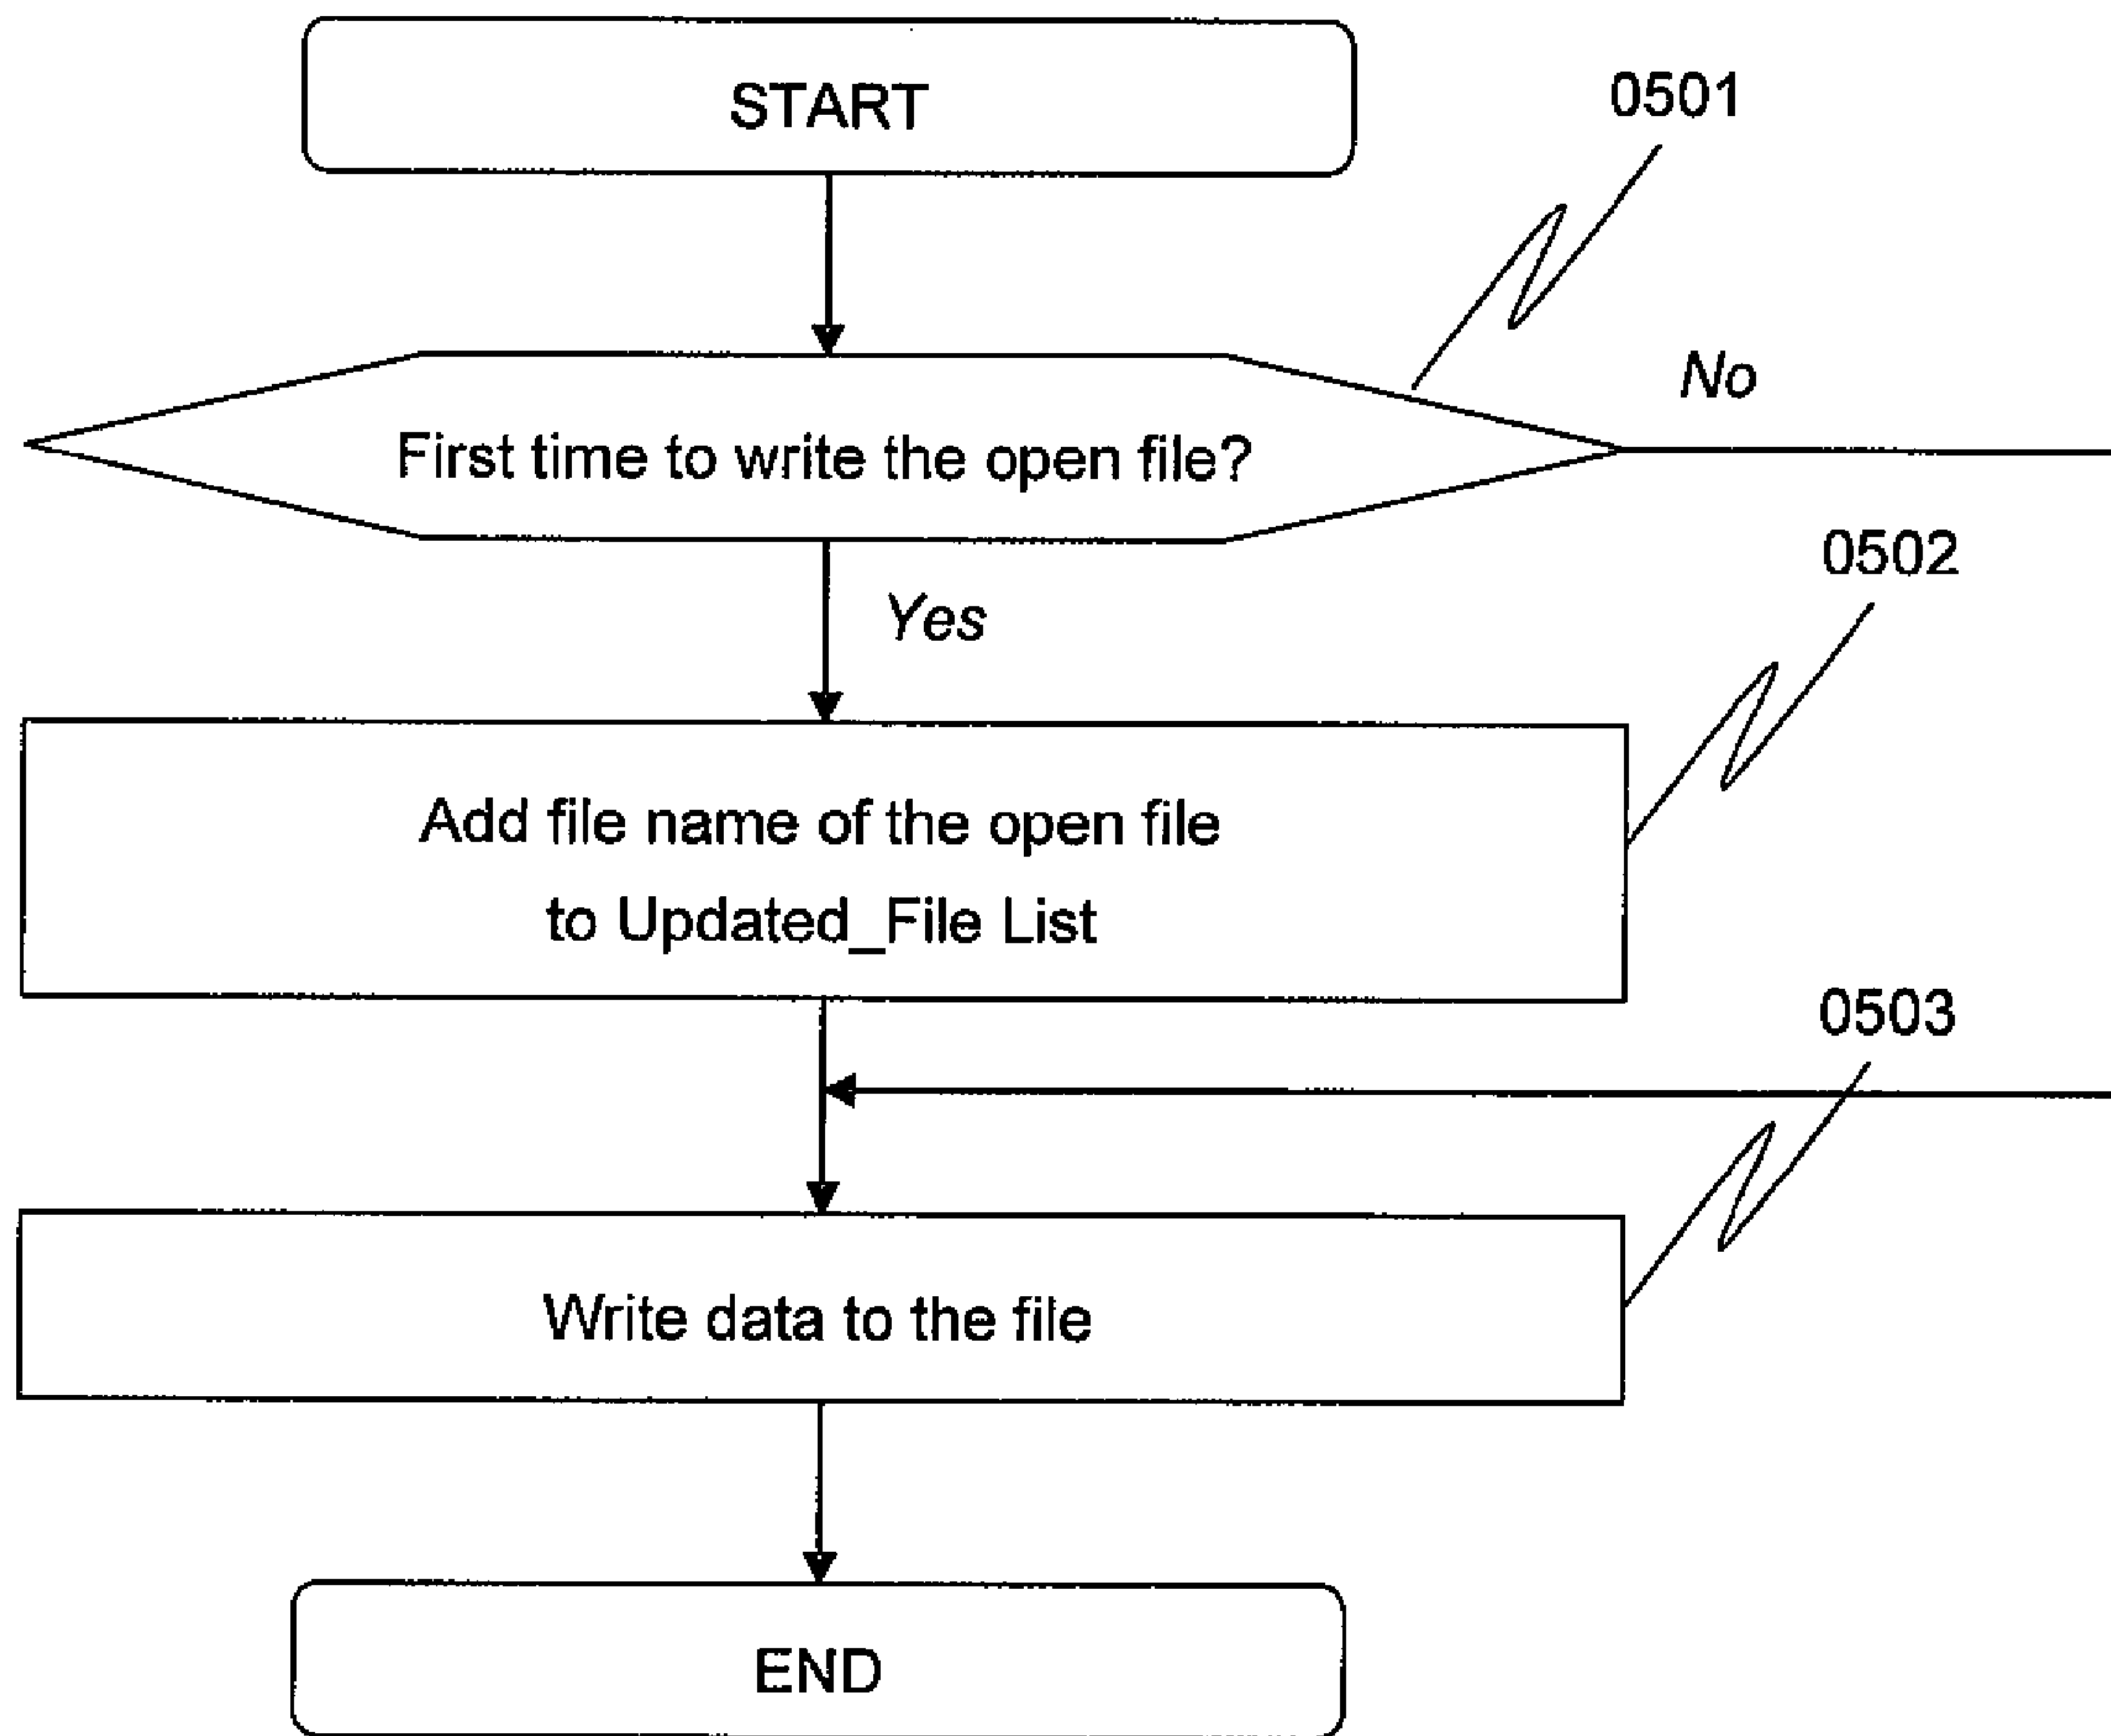 START
0501
No
First time to write the open file?
0502
Yes
Add file name of the open file
to Updated_File List
0503
Write data to the file
END